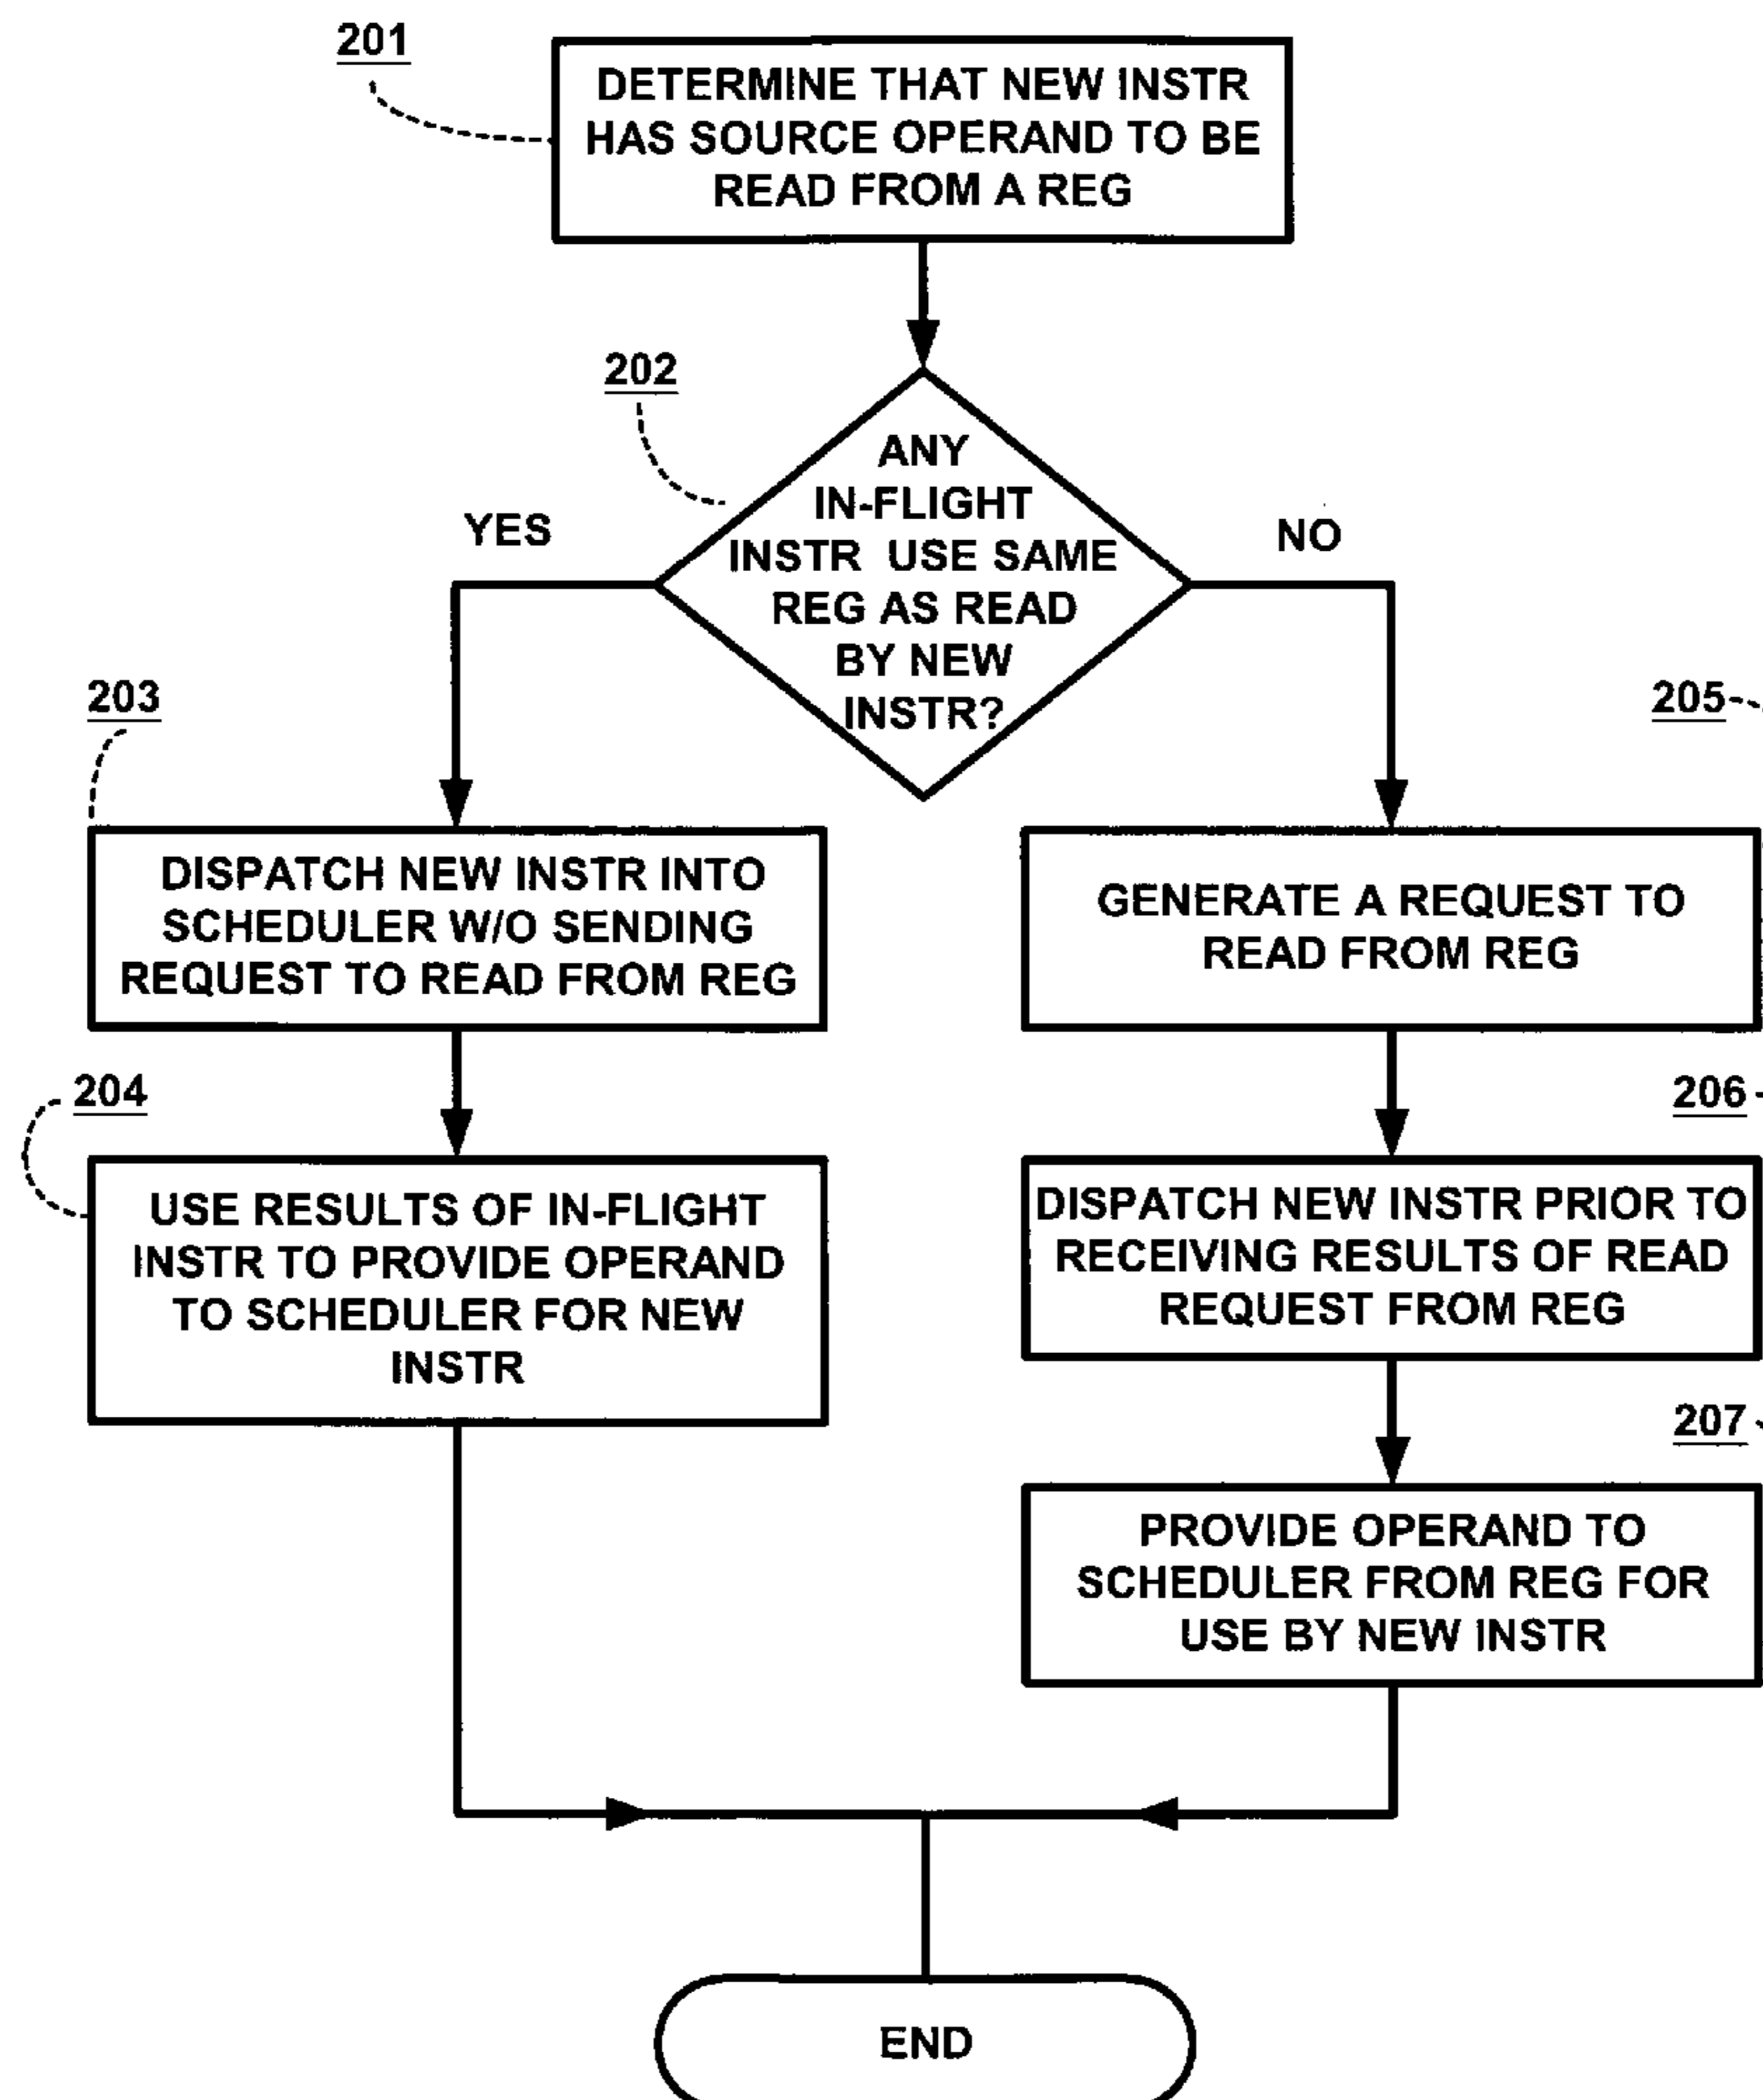 201
DETERMINE THAT NEW INSTR
HAS SOURCE OPERAND TO BE
READ FROM A REG
202
ANY
IN-FLIGHT
INSTR USE SAME
REG AS READ
BY NEW
INSTR?
YES
NO
203
DISPATCH NEW INSTR INTO
SCHEDULER W/O SENDING
REQUEST TO READ FROM REG
204
USE RESULTS OF IN-FLIGHT
INSTR TO PROVIDE OPERAND
TO SCHEDULER FOR NEW
INSTR
205
GENERATE A REQUEST TO
READ FROM REG
206
DISPATCH NEW INSTR PRIOR TO
RECEIVING RESULTS OF READ
REQUEST FROM REG
207
PROVIDE OPERAND TO
SCHEDULER FROM REG FOR
USE BY NEW INSTR
END